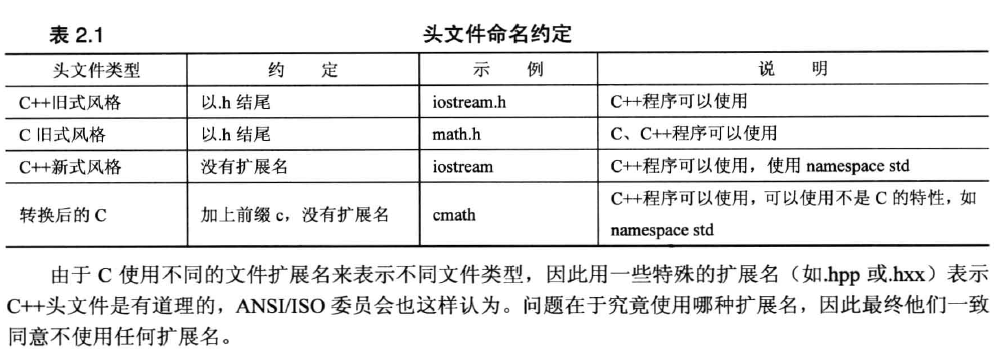 表 2.1 头文件命名约定
头文件类型 约 定 示 例 说 明
C++旧式风格 以.h 结尾 iostream.h C++程序可以使用
C 旧式风格 以.h 结尾 math.h C、C++程序可以使用
C++新式风格 没有扩展名 iostream C++程序可以使用，使用 namespace std
转换后的 C 加上前缀 c，没有扩展名 cmath C++程序可以使用，可以使用不是 C 的特性，如
namespace std
由于 C 使用不同的文件扩展名来表示不同文件类型，因此用一些特殊的扩展名（如.hpp 或.hxx）表示
C++头文件是有道理的，ANSI/ISO 委员会也这样认为。问题在于究竟使用哪种扩展名，因此最终他们一致
同意不使用任何扩展名。